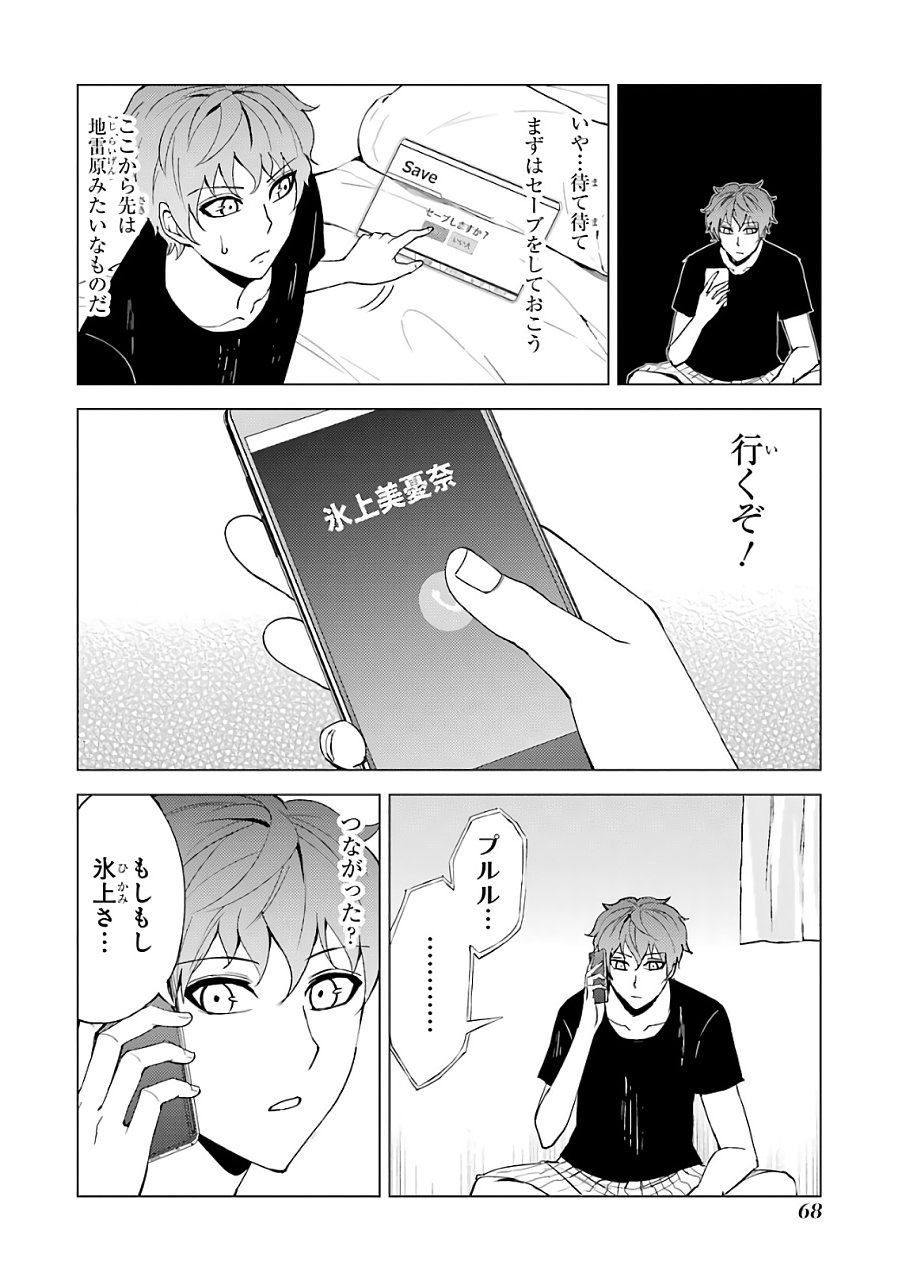 いや…待て待て
まずはセーブをしておこう
Save
セーブしますか?
いいえ
ここから先は
地雷原みたいなものだ
行くぞ!
氷上美憂奈
プルル…
………
つながった?
もしもし
氷上さ…
68